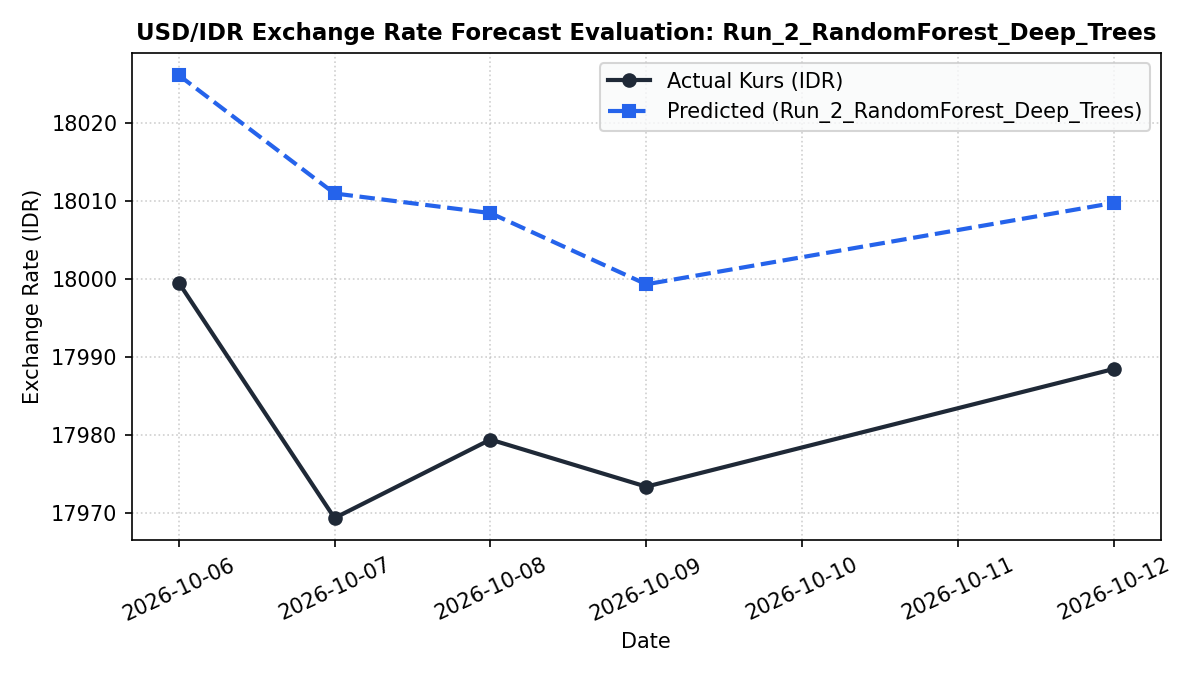 USD/IDR Exchange Rate Forecast Evaluation: Run_2_RandomForest_Deep_Trees
Actual Kurs (IDR)
Predicted (Run_2_RandomForest_Deep_Trees)
Exchange Rate (IDR)
18020
18010
18000
17990
17980
17970
2026-10-06
2026-10-07
2026-10-08
2026-10-09
2026-10-10
2026-10-11
2026-10-12
Date